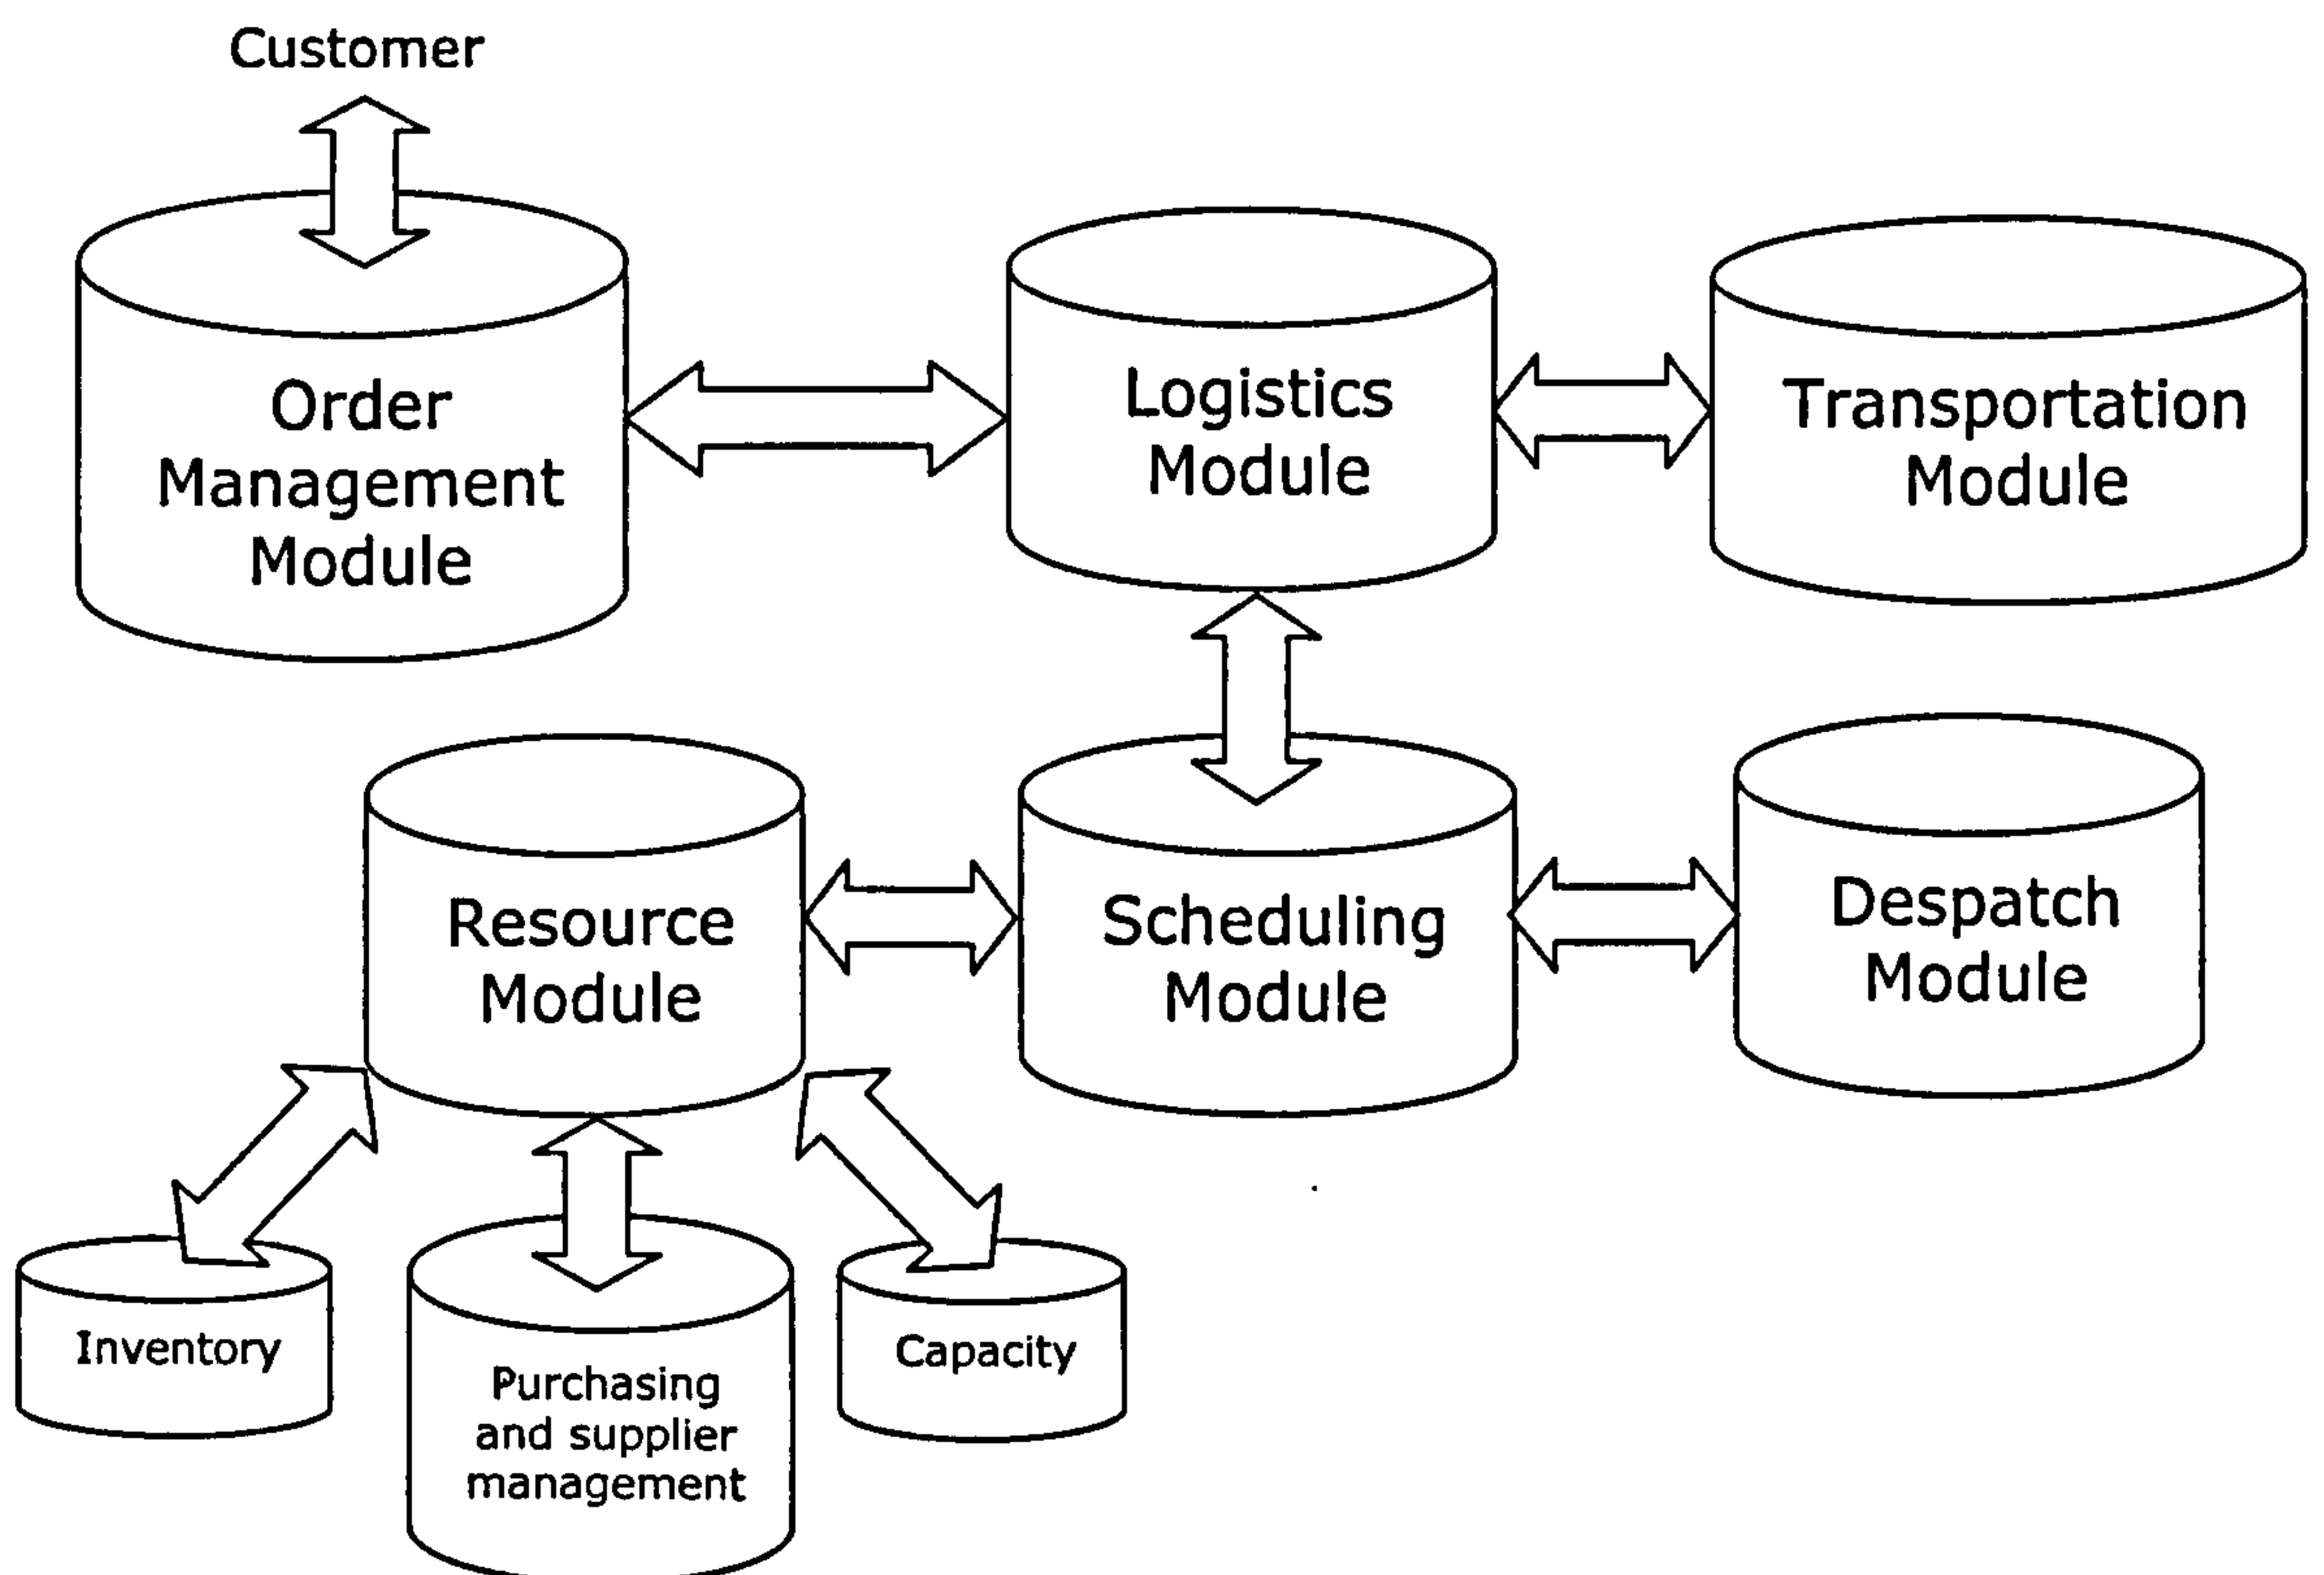 Customer
Order
Management
Module
Logistics
Module
Transportation
Module
Resource
Module
Scheduling
Module
Despatch
Module
Inventory
Purchasing
and supplier
management
Capacity